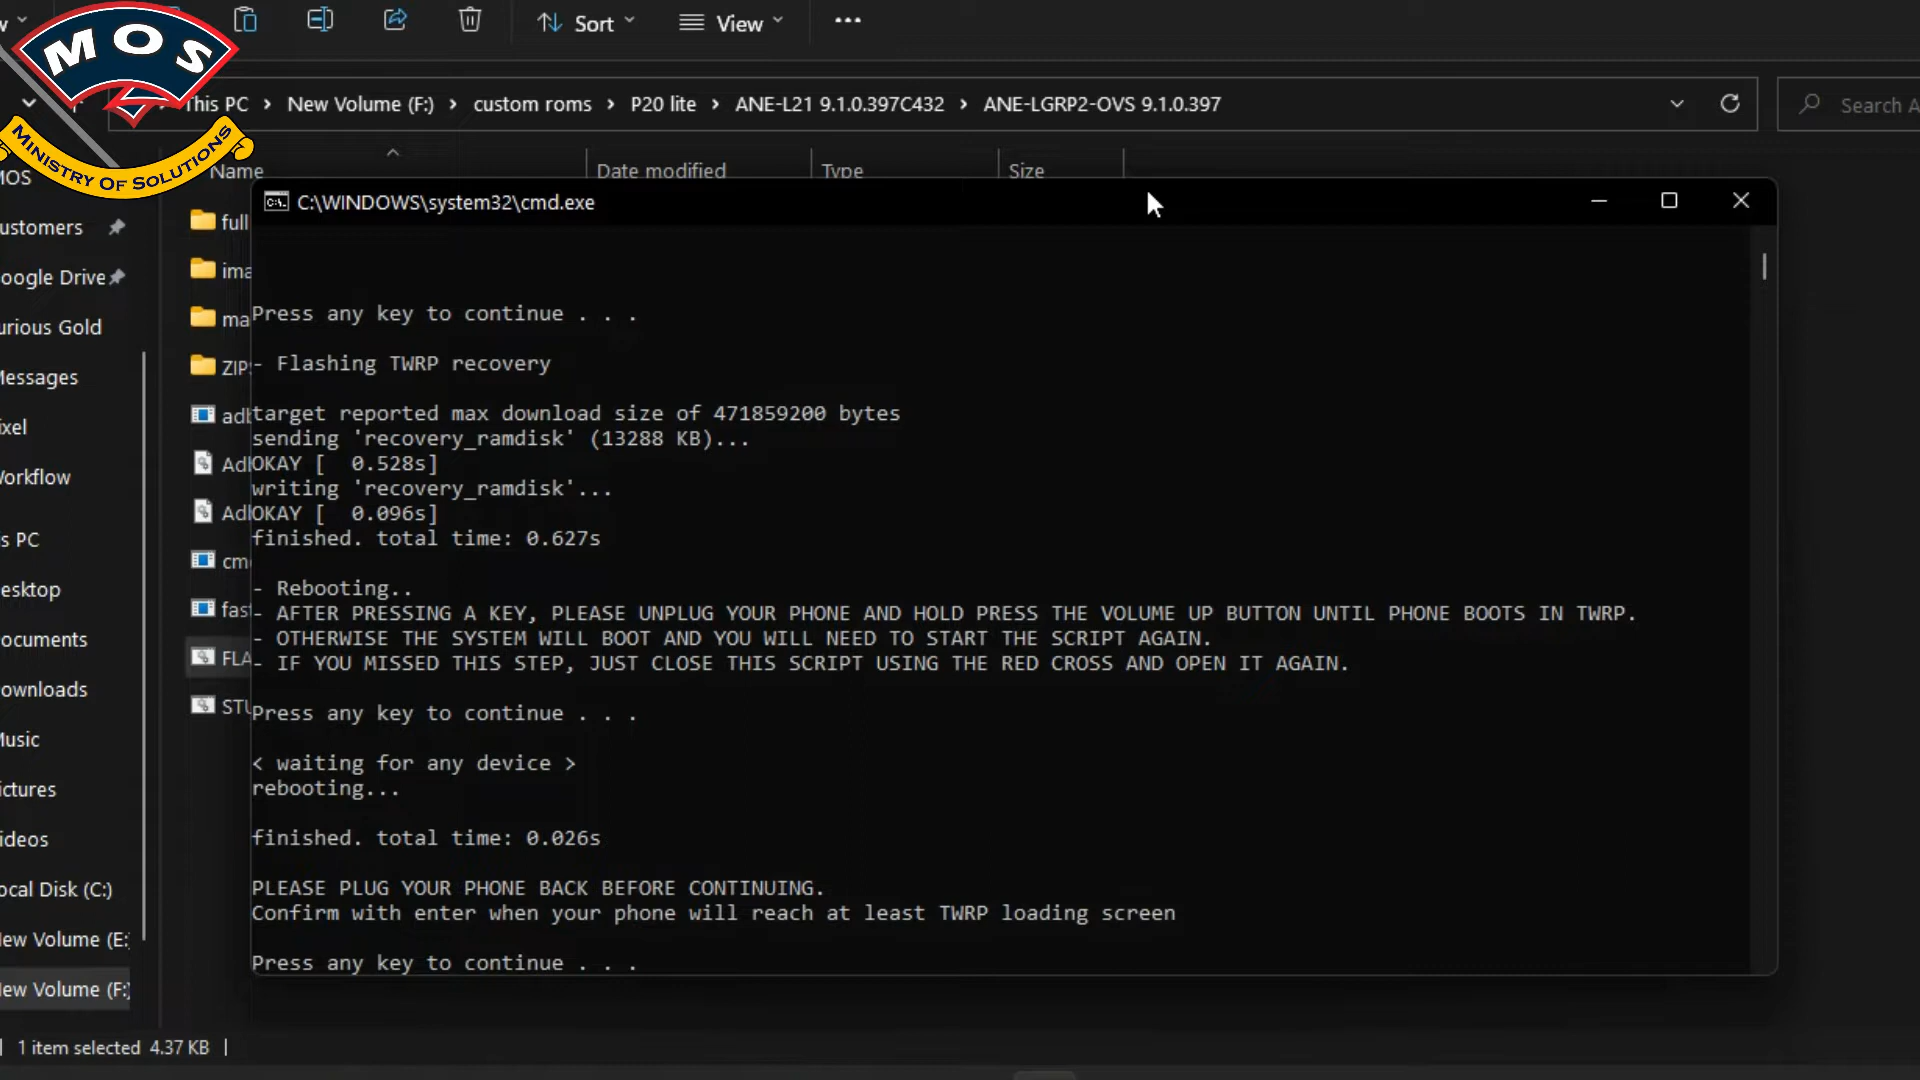 Sort
View
MOS
MINISTRY OF SOLUTIONS
This PC > New Volume (F:) > custom roms > P20 lite > ANE-L21 9.1.0.397C432 > ANE-LGRP2-OVS 9.1.0.397
Search A
Name
Date modified
Type
Size
MOS
ustomers
oogle Drive
urious Gold
Messages
ixel
Workflow
s PC
esktop
ocuments
ownloads
Music
ictures
ideos
ocal Disk (C:)
New Volume (E:)
New Volume (F:)
full
ima
ma
ZIP
adb
Adb
Adb
cmd
fast
FLA
STU
C:\WINDOWS\system32\cmd.exe
Press any key to continue . . .
- Flashing TWRP recovery
target reported max download size of 471859200 bytes
sending 'recovery_ramdisk' (13288 KB)...
OKAY [  0.528s]
writing 'recovery_ramdisk'...
OKAY [  0.096s]
finished. total time: 0.627s
- Rebooting..
- AFTER PRESSING A KEY, PLEASE UNPLUG YOUR PHONE AND HOLD PRESS THE VOLUME UP BUTTON UNTIL PHONE BOOTS IN TWRP.
- OTHERWISE THE SYSTEM WILL BOOT AND YOU WILL NEED TO START THE SCRIPT AGAIN.
- IF YOU MISSED THIS STEP, JUST CLOSE THIS SCRIPT USING THE RED CROSS AND OPEN IT AGAIN.
Press any key to continue . . .
< waiting for any device >
rebooting...
finished. total time: 0.026s
PLEASE PLUG YOUR PHONE BACK BEFORE CONTINUING.
Confirm with enter when your phone will reach at least TWRP loading screen
Press any key to continue . . .
1 item selected  4.37 KB